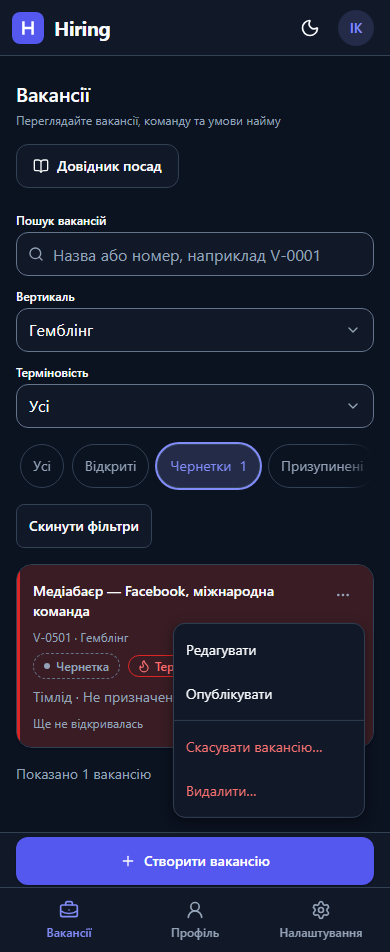 H Hiring
ІК
Вакансії
Переглядайте вакансії, команду та умови найму
Довідник посад
Пошук вакансій
Назва або номер, наприклад V-0001
Вертикаль
Гемблінг
Терміновість
Усі
Усі Відкриті Чернетки 1 Призупинені
Скинути фільтри
Медіабаєр — Facebook, міжнародна
команда
V-0501 · Гемблінг
Чернетка
Тімлід · Не призначен
Ще не відкривалась
Редагувати
Опублікувати
Скасувати вакансію...
Видалити...
Показано 1 вакансію
+ Створити вакансію
Вакансії Профіль Налаштування